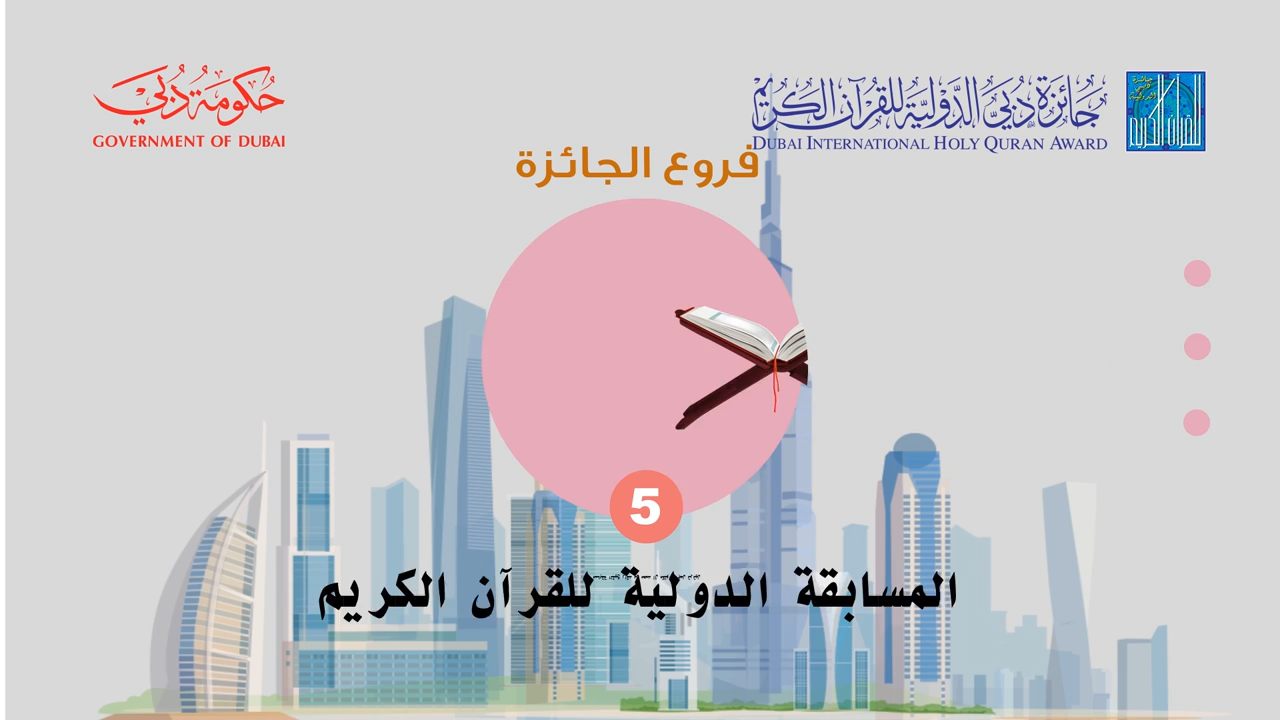 حكومة دبي
GOVERNMENT OF DUBAI
جائزة دبي الدولية للقرآن الكريم
DUBAI INTERNATIONAL HOLY QURAN AWARD
فروع الجائزة
5
المسابقة الدولية للقرآن الكريم